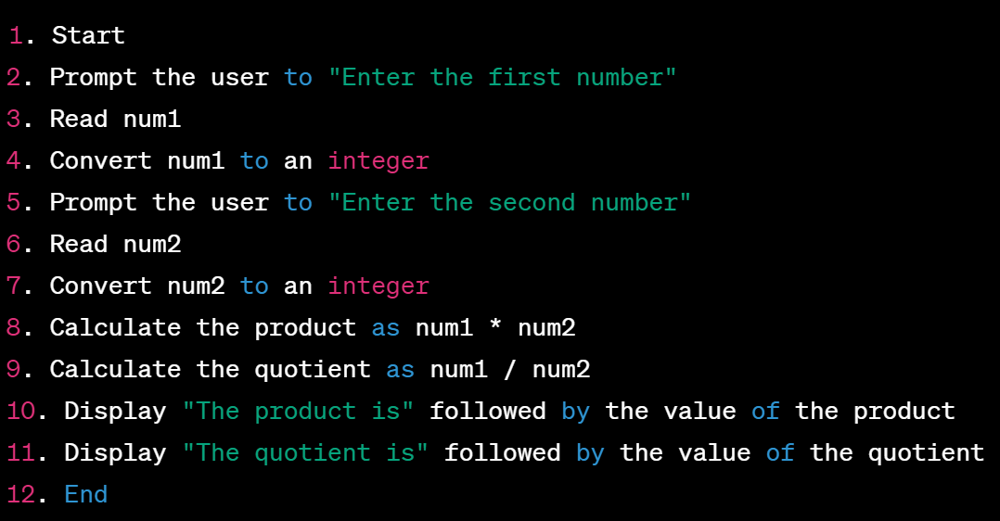 1. Start
2. Prompt the user to "Enter the first number"
3. Read num1
4. Convert num1 to an integer
5. Prompt the user to "Enter the second number"
6. Read num2
7. Convert num2 to an integer
8. Calculate the product as num1 * num2
9. Calculate the quotient as num1 / num2
10. Display "The product is" followed by the value of the product
11. Display "The quotient is" followed by the value of the quotient
12. End